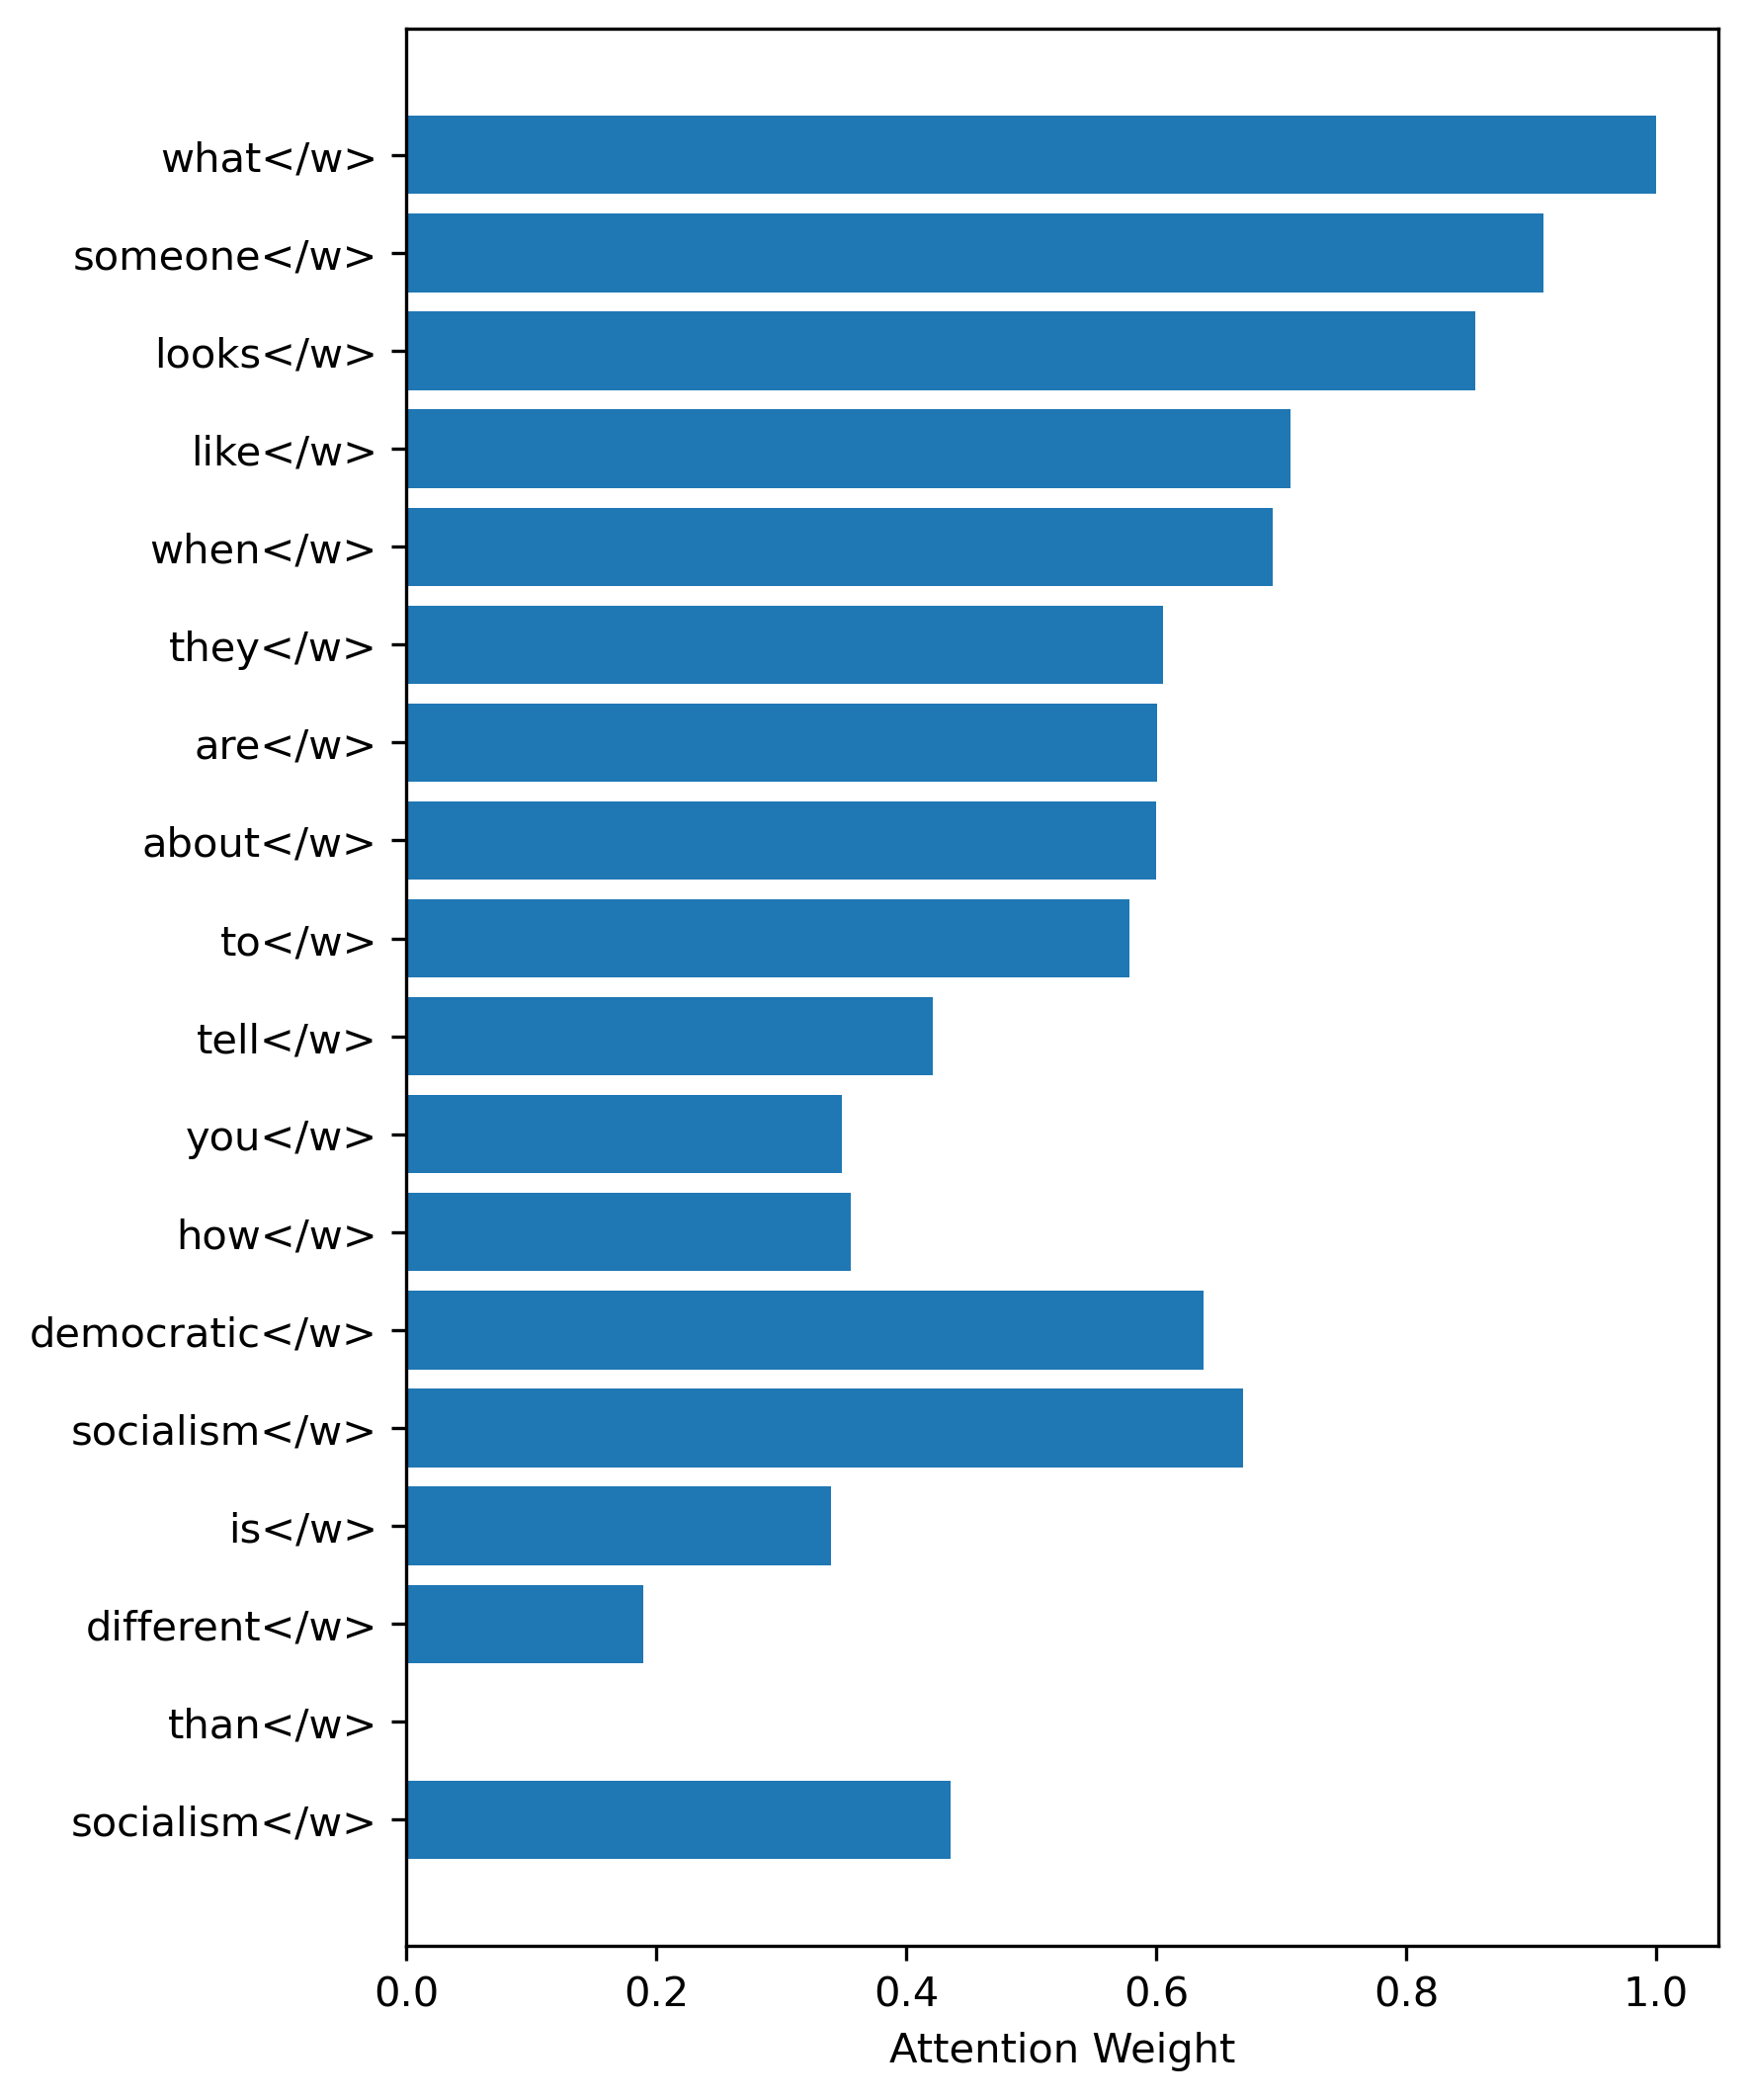 what</w>
someone</w>
looks</w>
like</w>
when</w>
they</w>
are</w>
about</w>
to</w>
tell</w>
you</w>
how</w>
democratic</w>
socialism</w>
is</w>
different</w>
than</w>
socialism</w>
0.0 0.2 0.4 0.6 0.8 1.0
Attention Weight